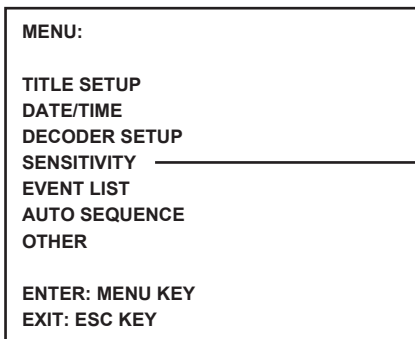 MENU:
TITLE SETUP
DATE/TIME
DECODER SETUP
SENSITIVITY
EVENT LIST
AUTO SEQUENCE
OTHER
ENTER: MENU KEY
EXIT: ESC KEY